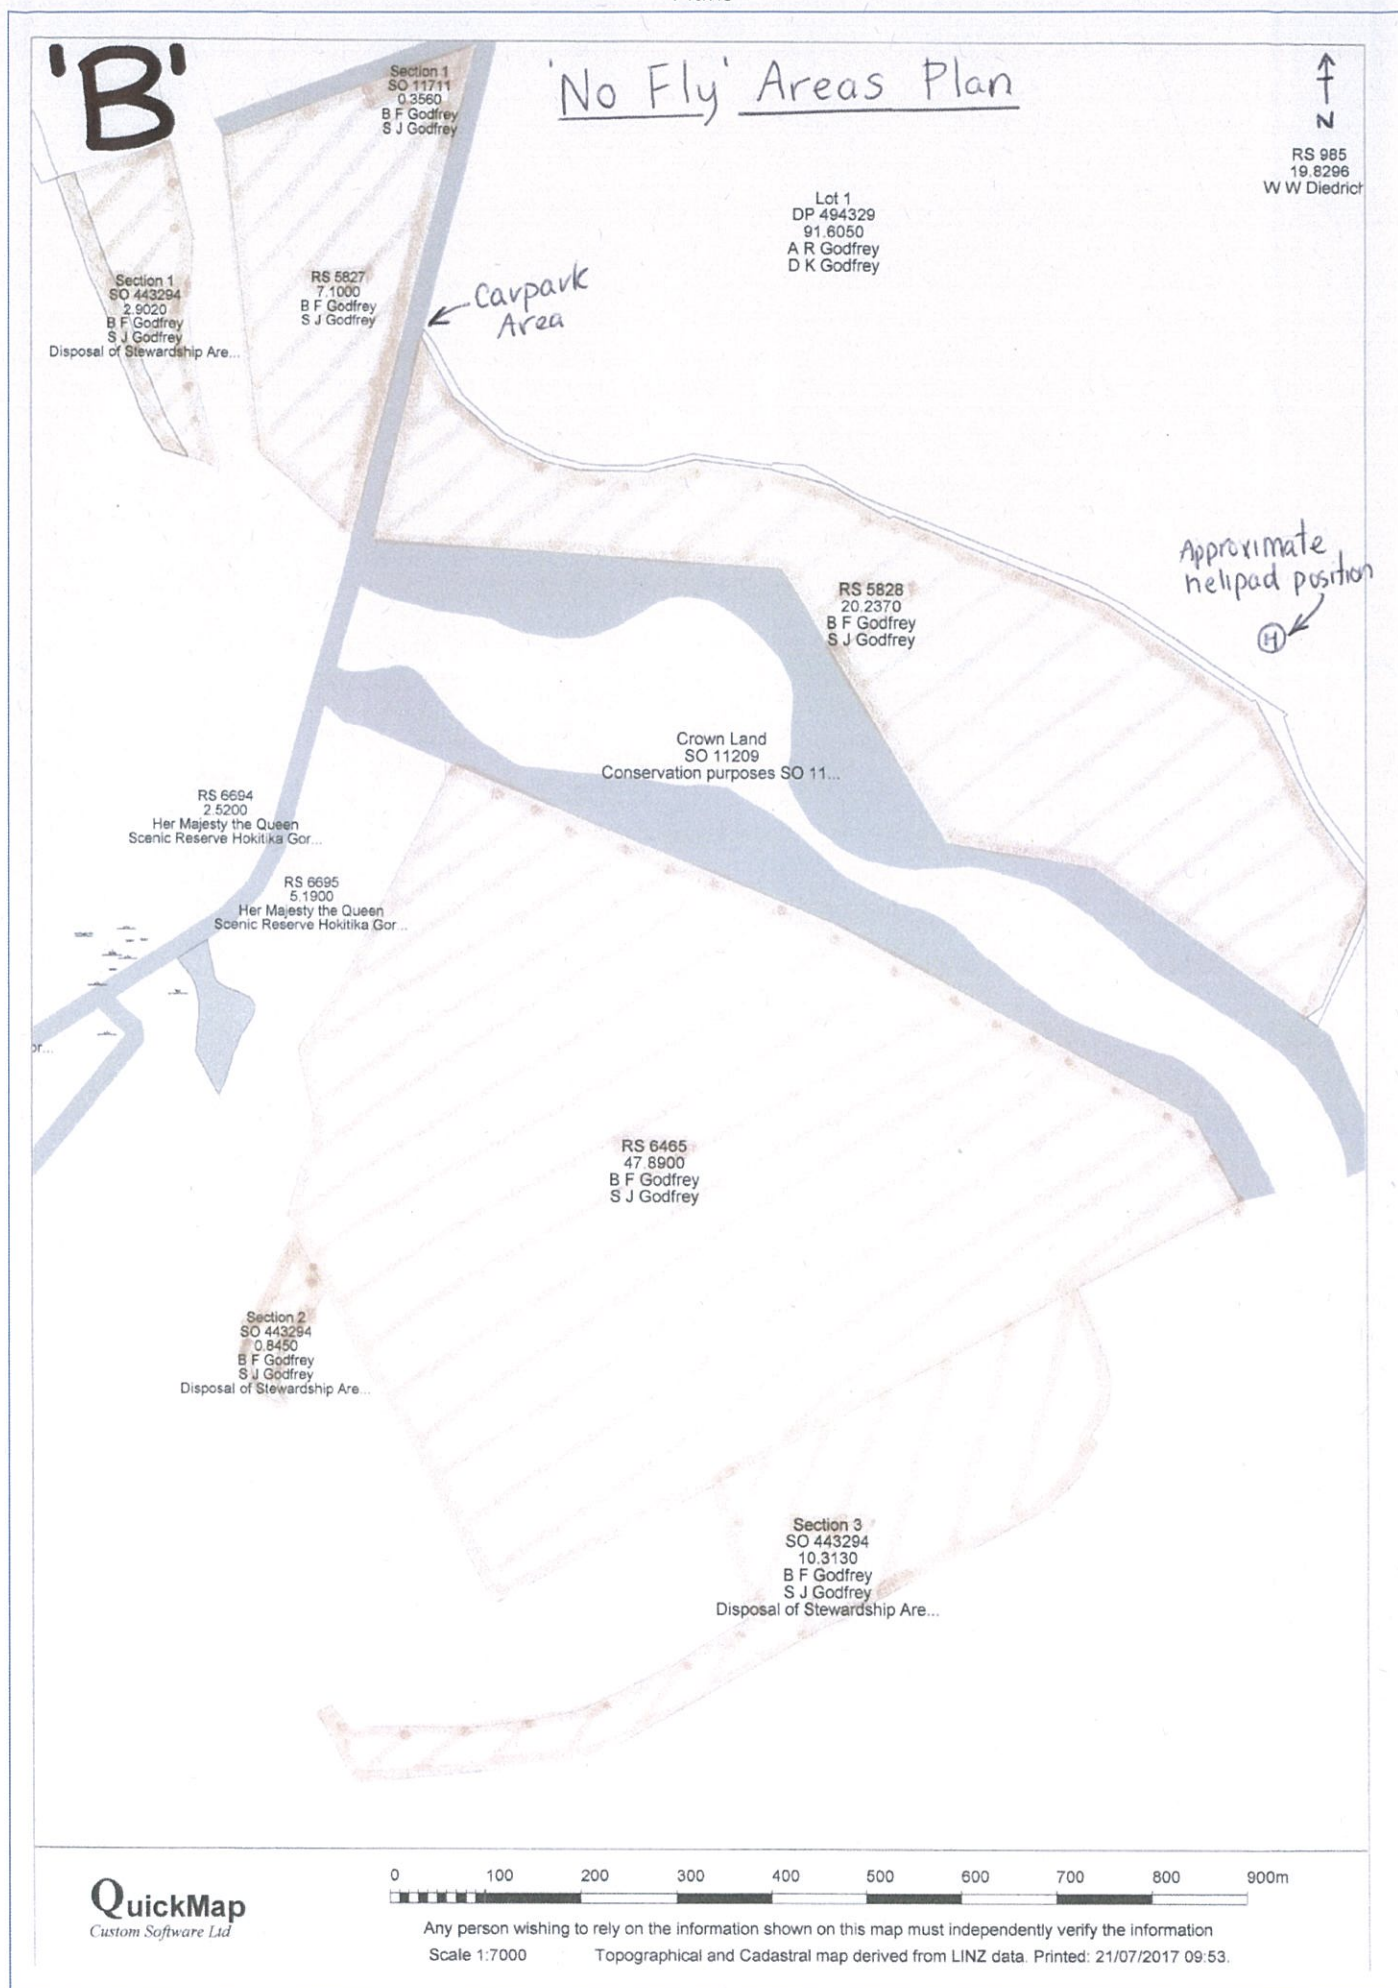 'B'
'No Fly' Areas Plan
N
Section 1
SO 11711
0.3560
B F Godfrey
S J Godfrey
RS 985
19.8296
W W Diedrich
Lot 1
DP 494329
91.6050
A R Godfrey
D K Godfrey
Section 1
SO 443294
2.9020
B F Godfrey
S J Godfrey
Disposal of Stewardship Are...
RS 5827
7.1000
B F Godfrey
S J Godfrey
Carpark
Area
Approximate
helipad position
H
RS 5828
20.2370
B F Godfrey
S J Godfrey
Crown Land
SO 11209
Conservation purposes SO 11...
RS 6694
2.5200
Her Majesty the Queen
Scenic Reserve Hokitika Gor...
RS 6695
5.1900
Her Majesty the Queen
Scenic Reserve Hokitika Gor...
or...
RS 6465
47.8900
B F Godfrey
S J Godfrey
Section 2
SO 443294
0.8450
B F Godfrey
S J Godfrey
Disposal of Stewardship Are...
Section 3
SO 443294
10.3130
B F Godfrey
S J Godfrey
Disposal of Stewardship Are...
QuickMap
Custom Software Ltd
0 100 200 300 400 500 600 700 800 900m
Any person wishing to rely on the information shown on this map must independently verify the information
Scale 1:7000 Topographical and Cadastral map derived from LINZ data. Printed: 21/07/2017 09:53.